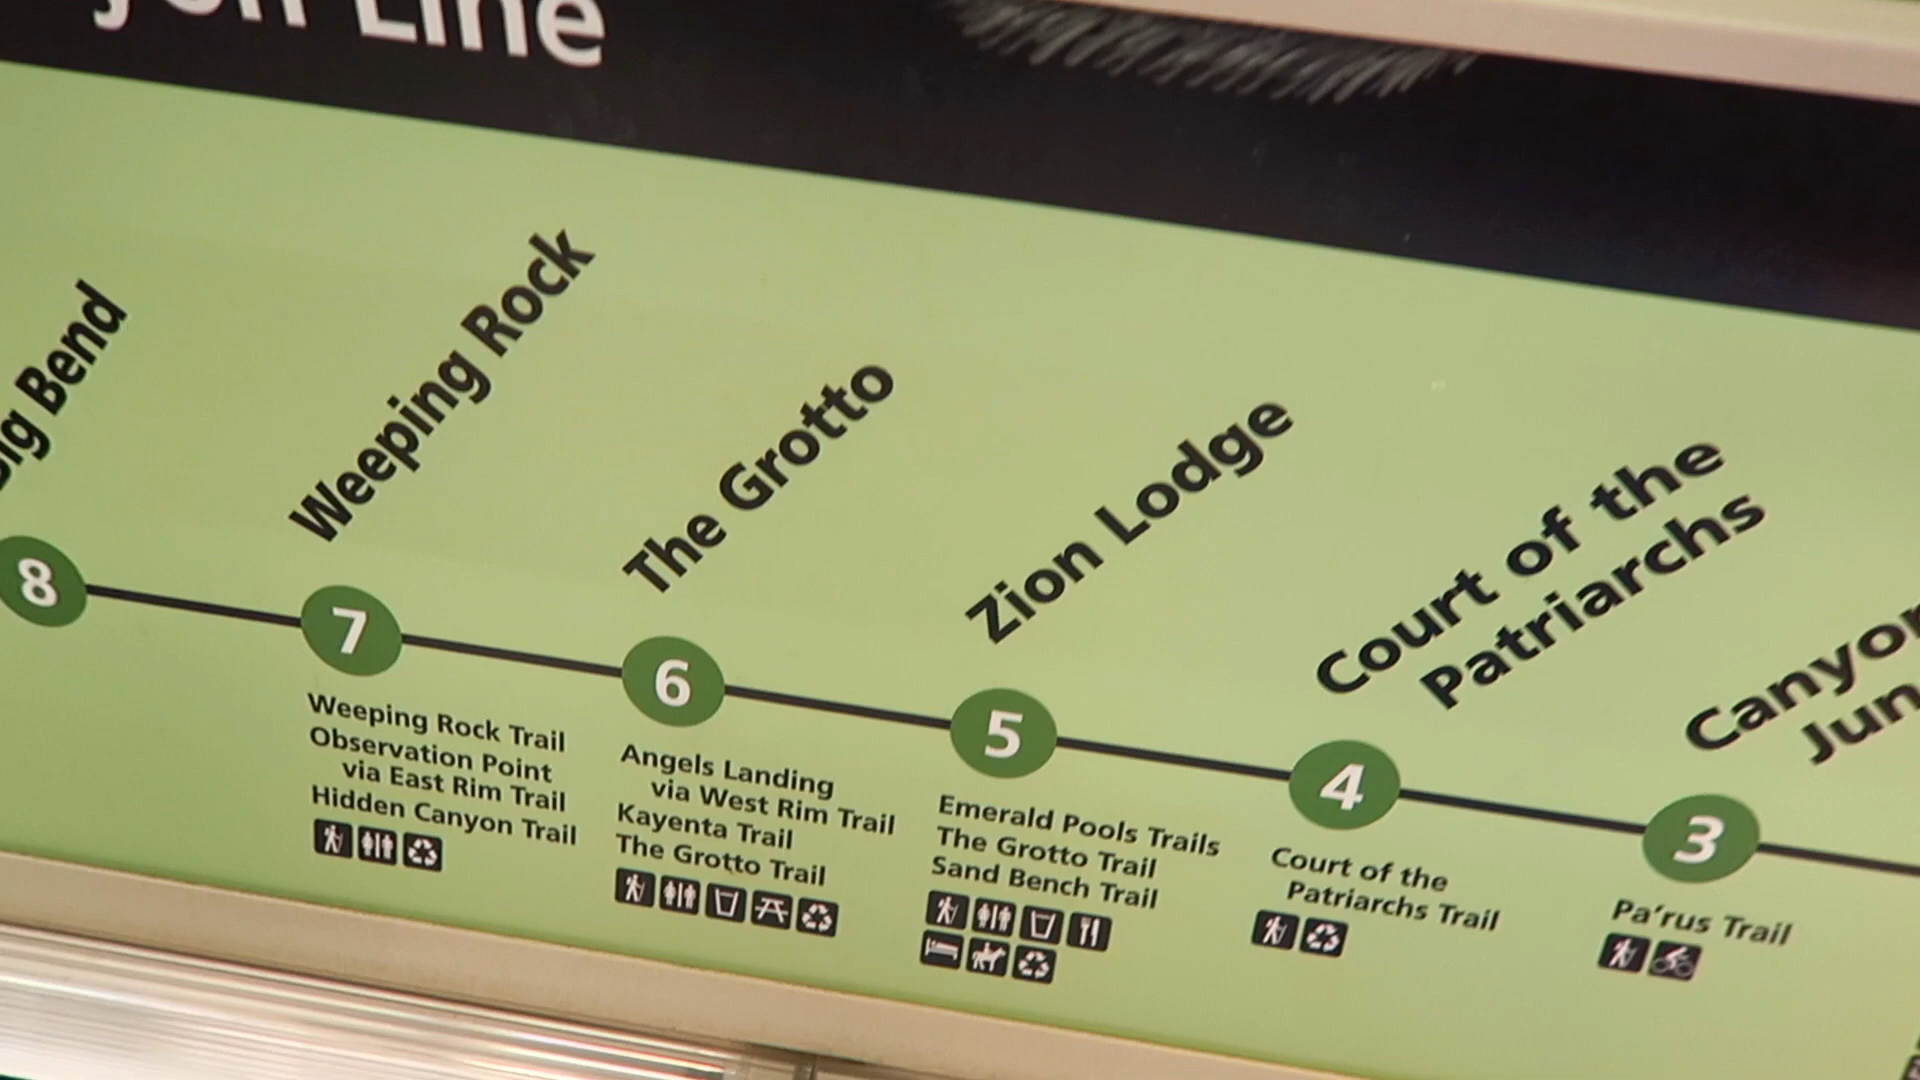 Line
Bend
Weeping Rock
The Grotto
Zion Lodge
Court of the
Patriarchs
8
7
6
5
4
3
Weeping Rock Trail
Observation Point
via East Rim Trail
Hidden Canyon Trail
Angels Landing
via West Rim Trail
Kayenta Trail
The Grotto Trail
Emerald Pools Trails
The Grotto Trail
Sand Bench Trail
Court of the
Patriarchs Trail
Pa'rus Trail